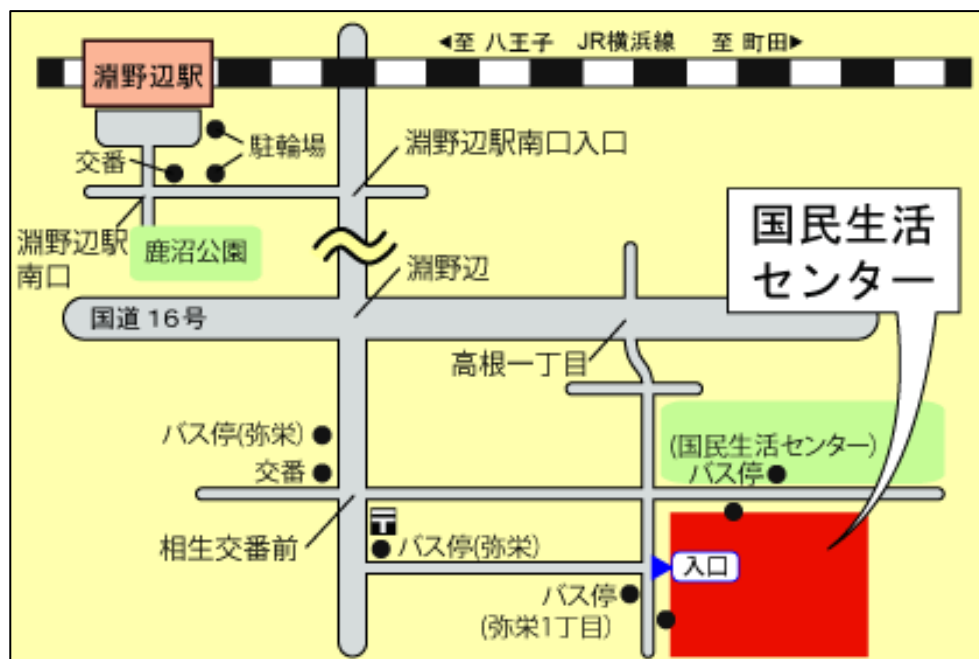 ◀至 八王子 JR横浜線 至 町田▶
淵野辺駅
駐輪場
交番
淵野辺駅南口入口
淵野辺駅
南口
鹿沼公園
国民生活
センター
淵野辺
国道16号
高根一丁目
バス停(弥栄)
交番
(国民生活センター)
バス停
相生交番前
〒
バス停(弥栄)
入口
バス停
(弥栄1丁目)